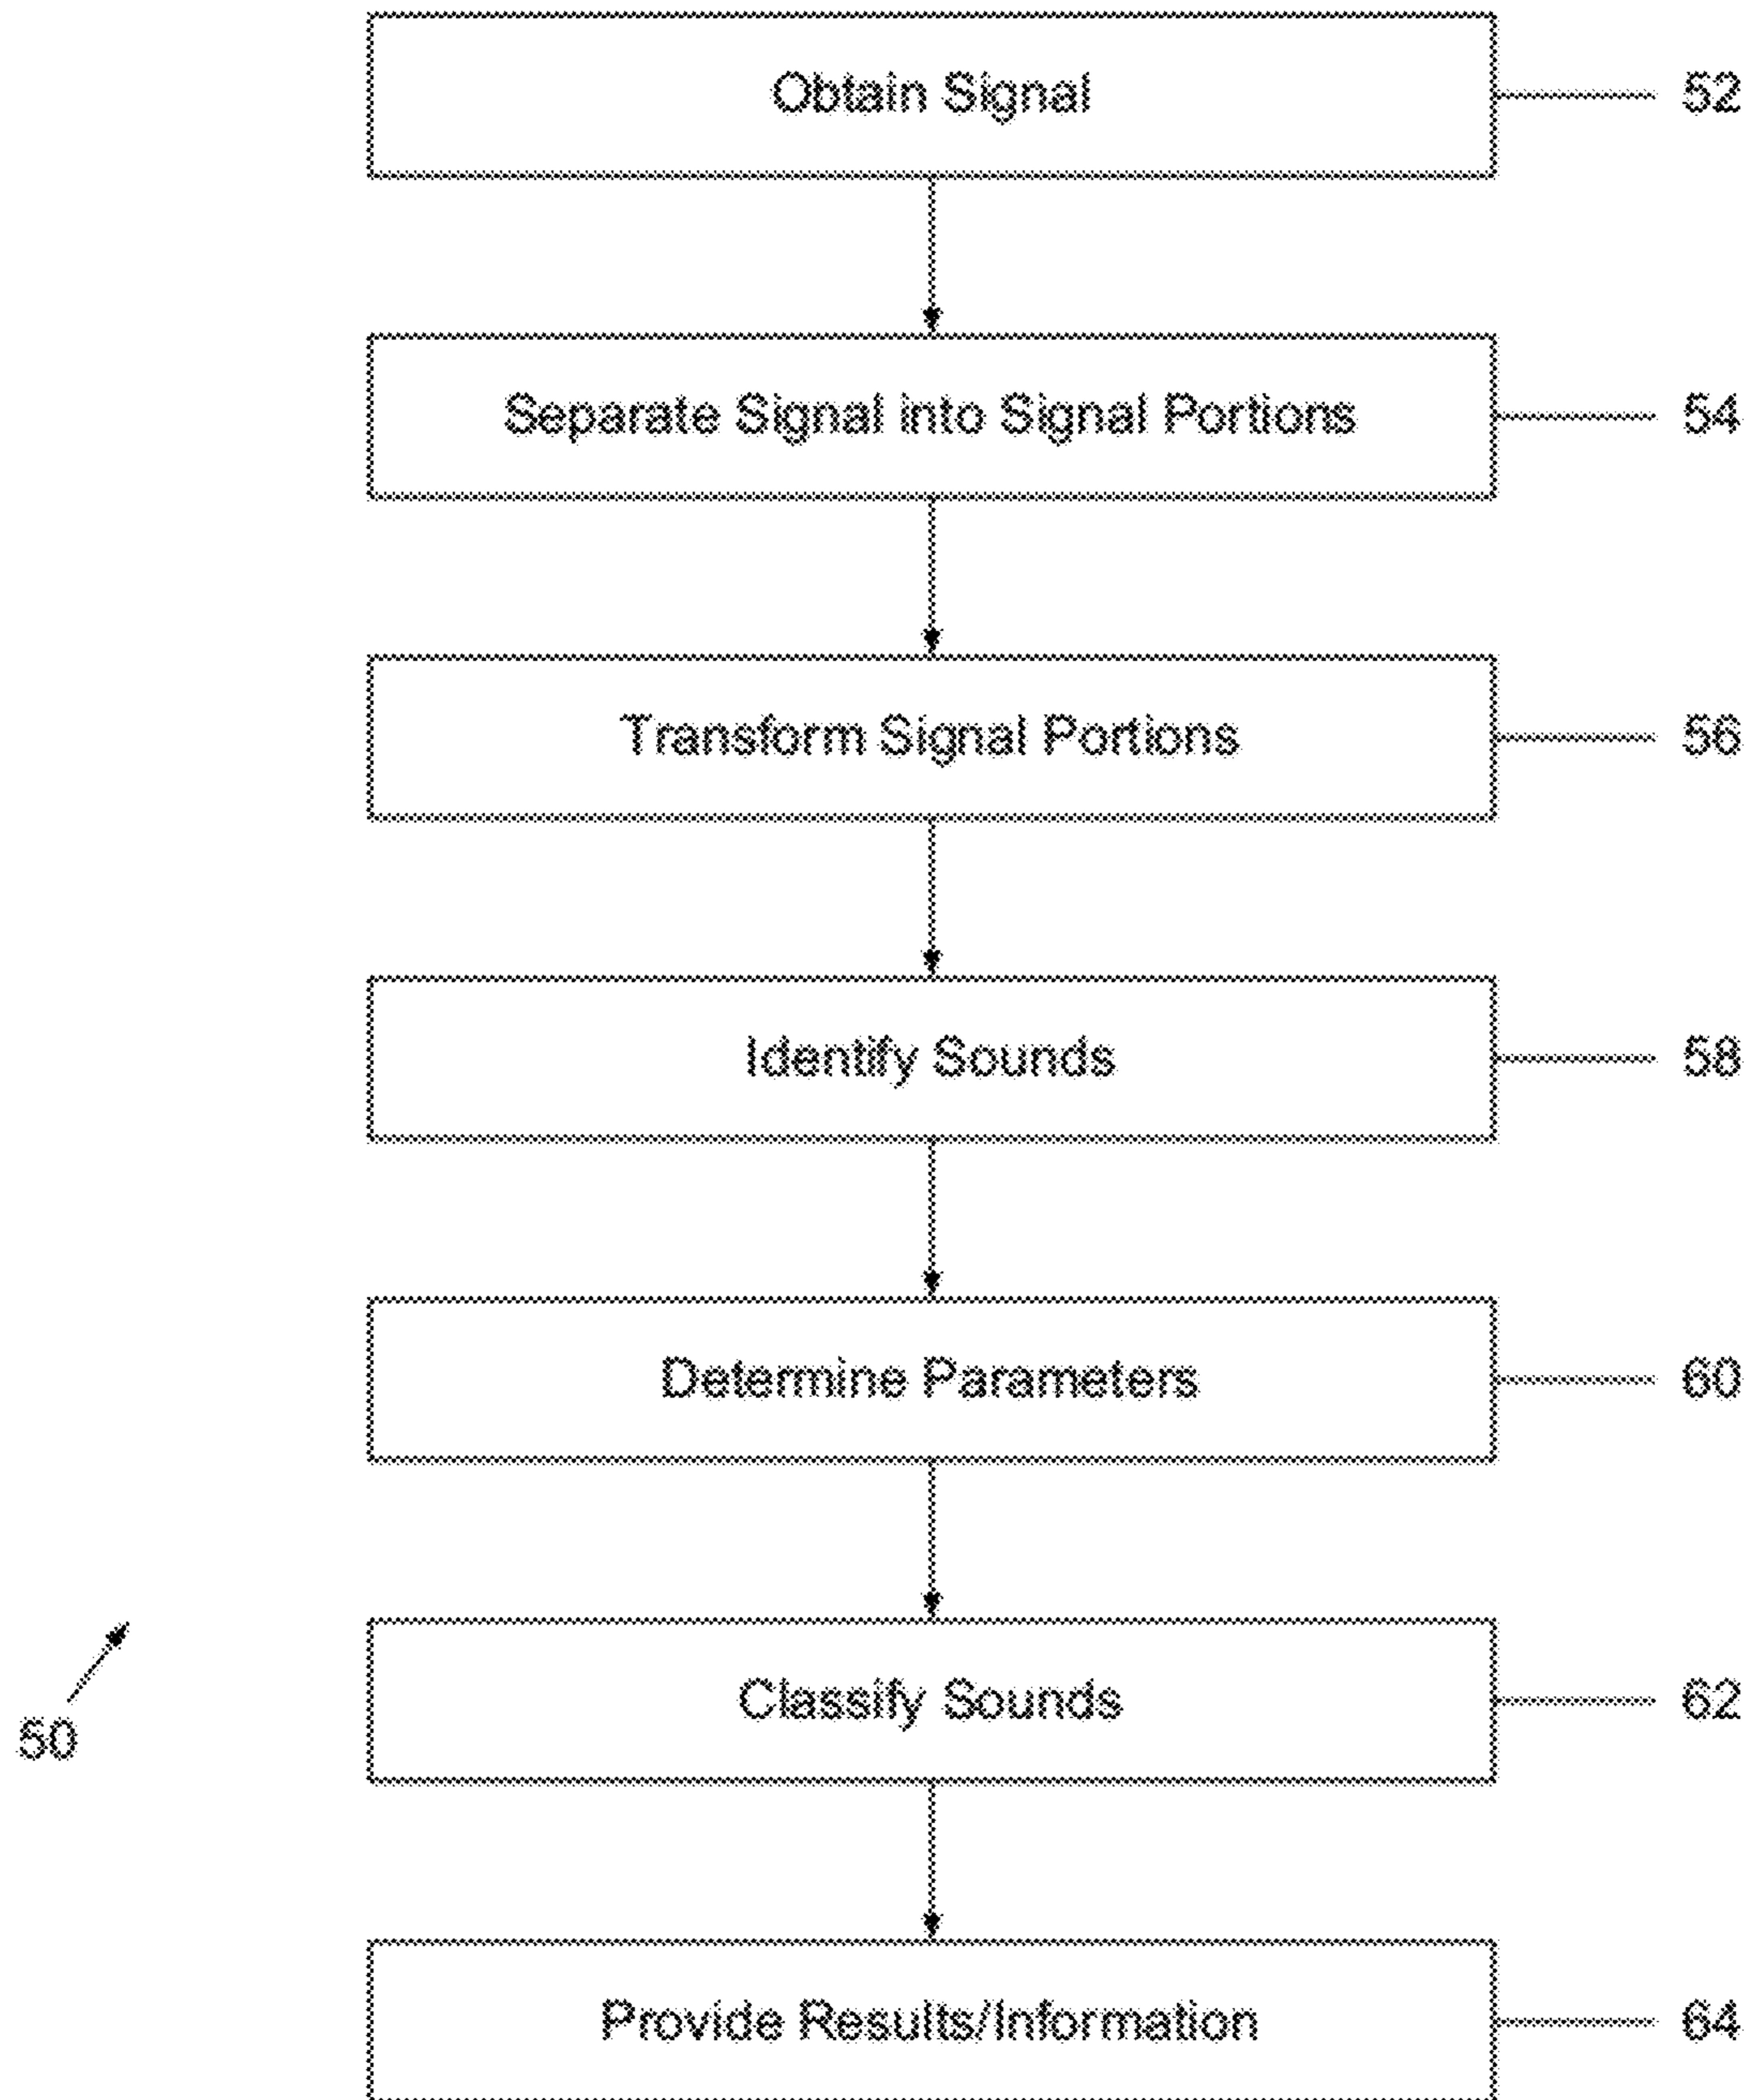 Obtain Signal
52
Separate Signal into Signal Portions
54
Transform Signal Portions
56
Identify Sounds
58
Determine Parameters
60
Classify Sounds
62
50
Provide Results/Information
64